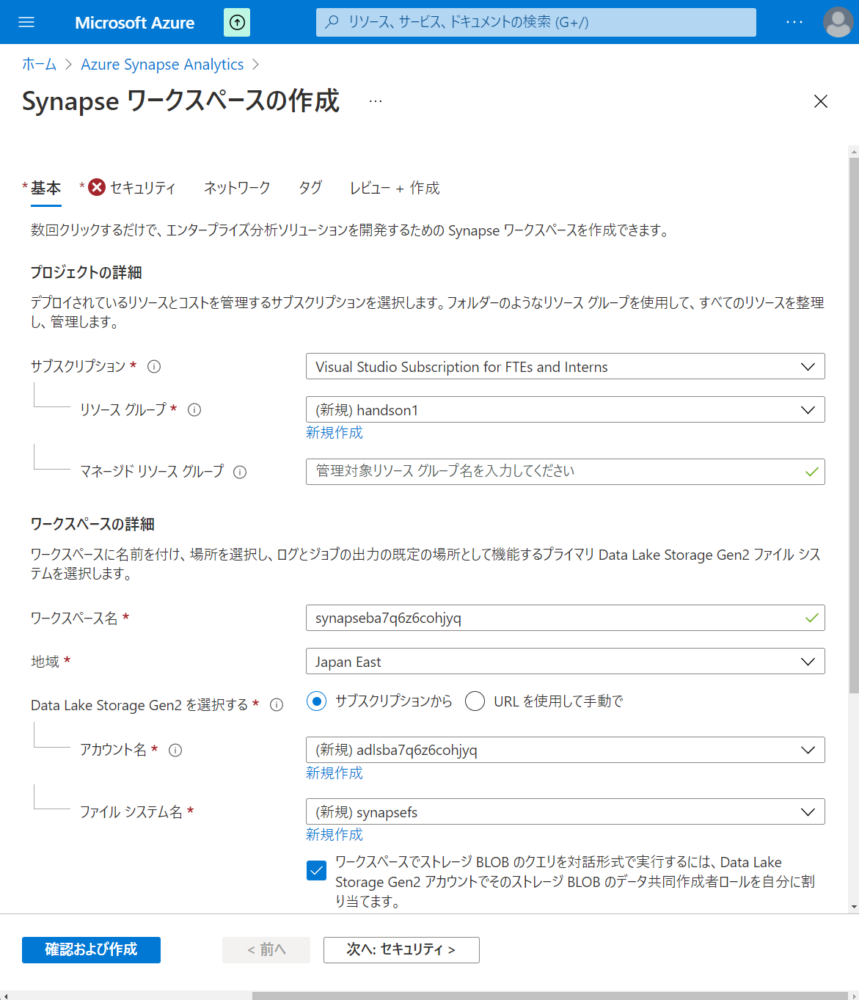 Microsoft Azure
リソース、サービス、ドキュメントの検索 (G+/)
ホーム > Azure Synapse Analytics >
Synapse ワークスペースの作成 ...
* 基本 * セキュリティ ネットワーク タグ レビュー + 作成
数回クリックするだけで、エンタープライズ分析ソリューションを開発するための Synapse ワークスペースを作成できます。
プロジェクトの詳細
デプロイされているリソースとコストを管理するサブスクリプションを選択します。フォルダーのようなリソース グループを使用して、すべてのリソースを整理
し、管理します。
サブスクリプション * Visual Studio Subscription for FTEs and Interns
リソース グループ * (新規) handson1
新規作成
マネージド リソース グループ 管理対象リソース グループ名を入力してください
ワークスペースの詳細
ワークスペースに名前を付け、場所を選択し、ログとジョブの出力の既定の場所として機能するプライマリ Data Lake Storage Gen2 ファイル シス
テムを選択します。
ワークスペース名 * synapseba7q6z6cohjyq
地域 * Japan East
Data Lake Storage Gen2 を選択する * サブスクリプションから URL を使用して手動で
アカウント名 * (新規) adlsba7q6z6cohjyq
新規作成
ファイル システム名 * (新規) synapsefs
新規作成
ワークスペースでストレージ BLOB のクエリを対話形式で実行するには、Data Lake
Storage Gen2 アカウントでそのストレージ BLOB のデータ共同作成者ロールを自分に割
り当てます。
確認および作成 < 前へ 次へ: セキュリティ >